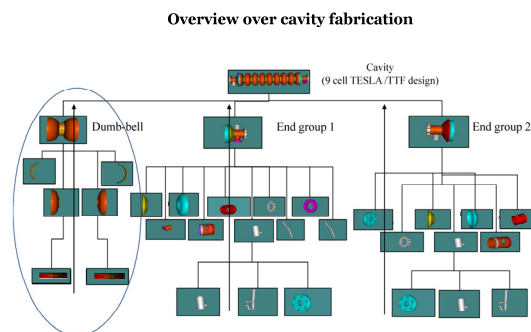 Overview over cavity fabrication
Cavity
(9 cell TESLA /TTF design)
Dumb-bell
End group 1
End group 2